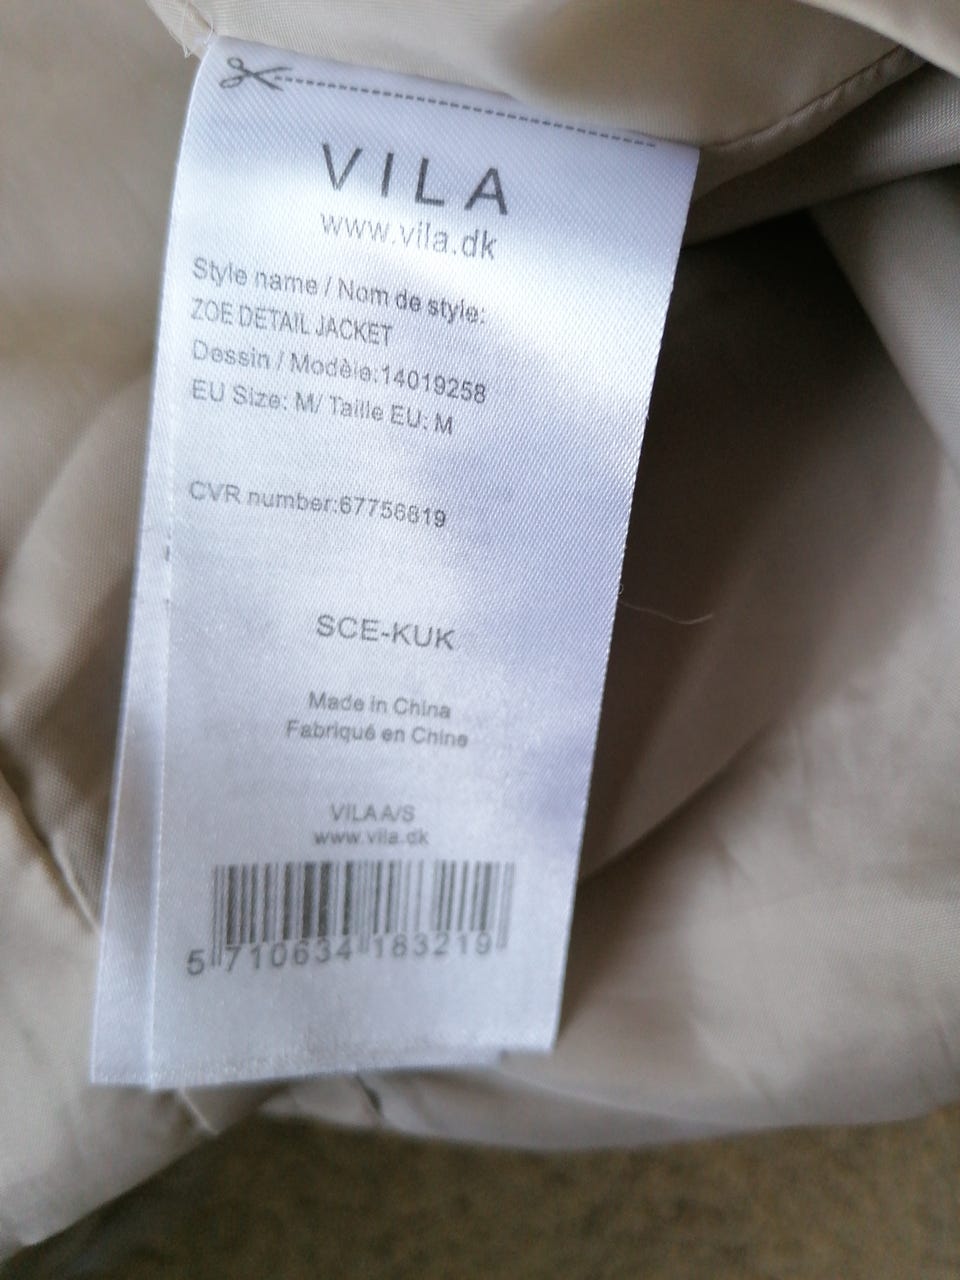 VILA
www.vila.dk
Style name / Nom de style:
ZOE DETAIL JACKET
Dessin / Modèle:14019258
EU Size: M/ Taille EU: M
CVR number:67756819
SCE-KUK
Made in China
Fabriqué en Chine
VILA A/S
www.vila.dk
5 710634 183219